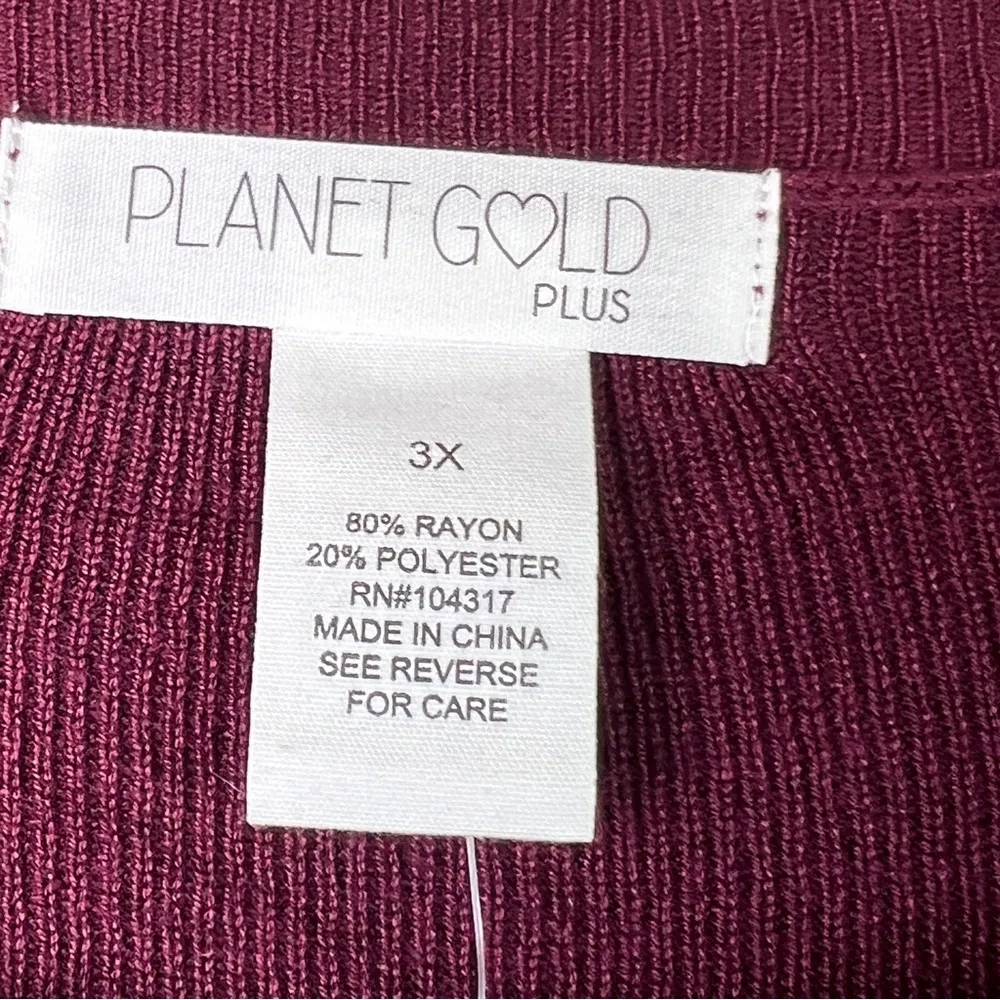 PLANET GOLD
PLUS
3X
80% RAYON
20% POLYESTER
RN#104317
MADE IN CHINA
SEE REVERSE
FOR CARE